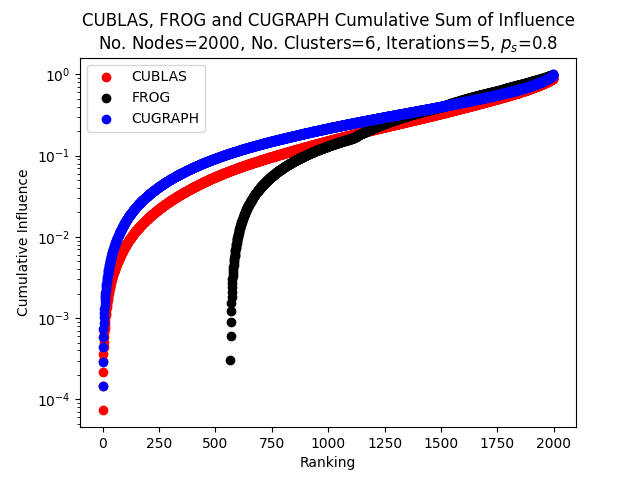 CUBLAS, FROG and CUGRAPH Cumulative Sum of Influence
No. Nodes=2000, No. Clusters=6, Iterations=5, $p_s$=0.8
CUBLAS
FROG
CUGRAPH
Cumulative Influence
10⁰
10⁻¹
10⁻²
10⁻³
10⁻⁴
0 250 500 750 1000 1250 1500 1750 2000
Ranking